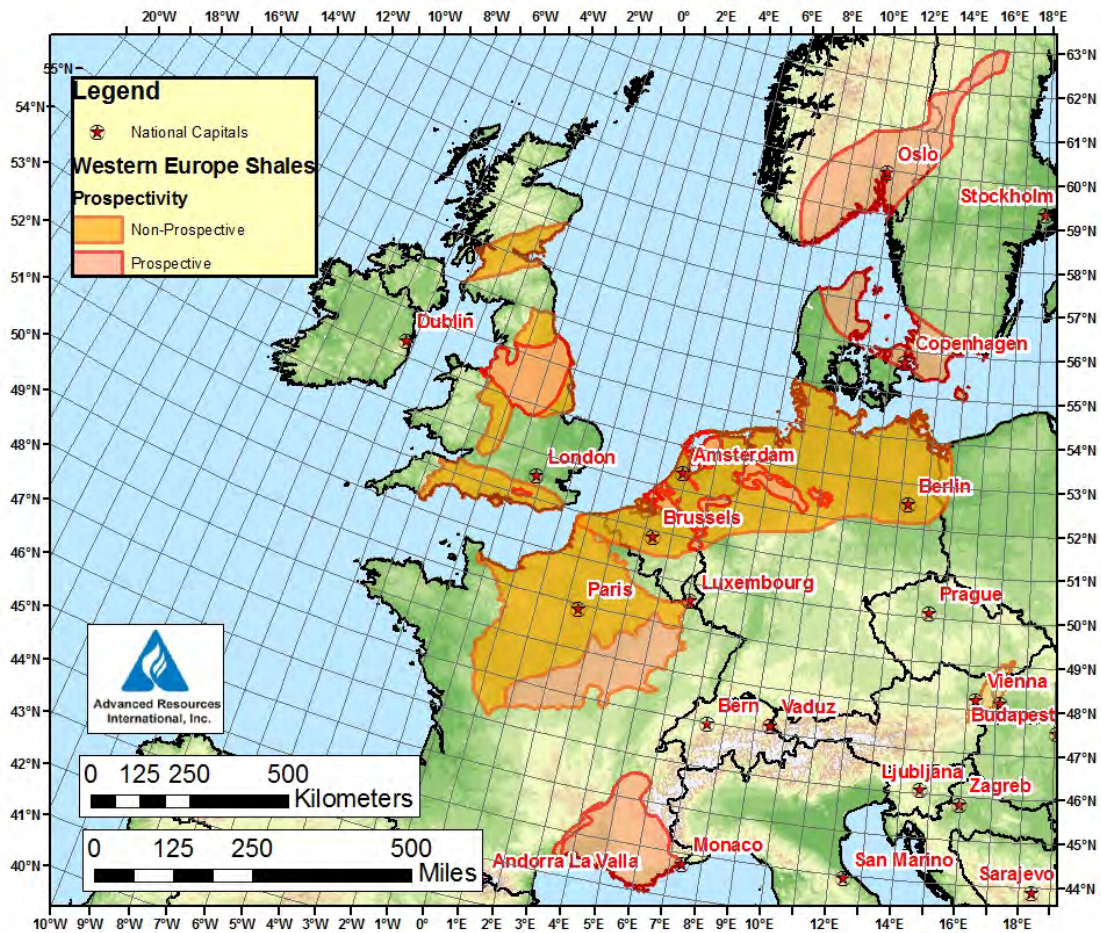 20°W 18°W 16°W 14°W 12°W 10°W 8°W 6°W 4°W 2°W 0° 2°E 4°E 6°E 8°E 10°E 12°E 14°E 16°E 18°E
55°N
54°N
53°N
52°N
51°N
50°N
49°N
48°N
47°N
46°N
45°N
44°N
43°N
42°N
41°N
40°N
Legend
National Capitals
Western Europe Shales
Prospectivity
Non-Prospective
Prospective
63°N
62°N
61°N
60°N
59°N
58°N
57°N
56°N
55°N
54°N
53°N
52°N
51°N
50°N
49°N
48°N
47°N
46°N
45°N
44°N
Oslo
Stockholm
Dublin
Copenhagen
London
Amsterdam
Berlin
Brussels
Paris
Luxembourg
Prague
Vienna
Bern
Vaduz
Budapest
Ljubljana
Zagreb
Monaco
Andorra La Valla
San Marino
Sarajevo
Advanced Resources
International, Inc.
0 125 250 500
Kilometers
0 125 250 500
Miles
10°W 9°W 8°W 7°W 6°W 5°W 4°W 3°W 2°W 1°W 0° 1°E 2°E 3°E 4°E 5°E 6°E 7°E 8°E 9°E 10°E 12°E 14°E 16°E